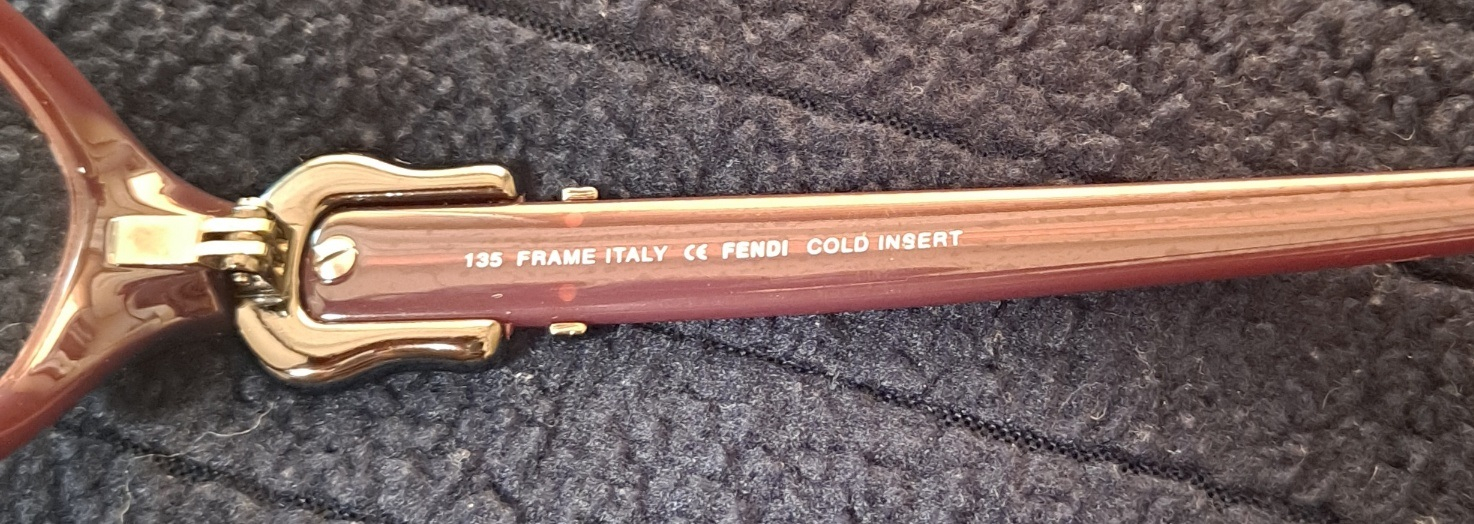 135 FRAME ITALY CE FENDI COLD INSERT